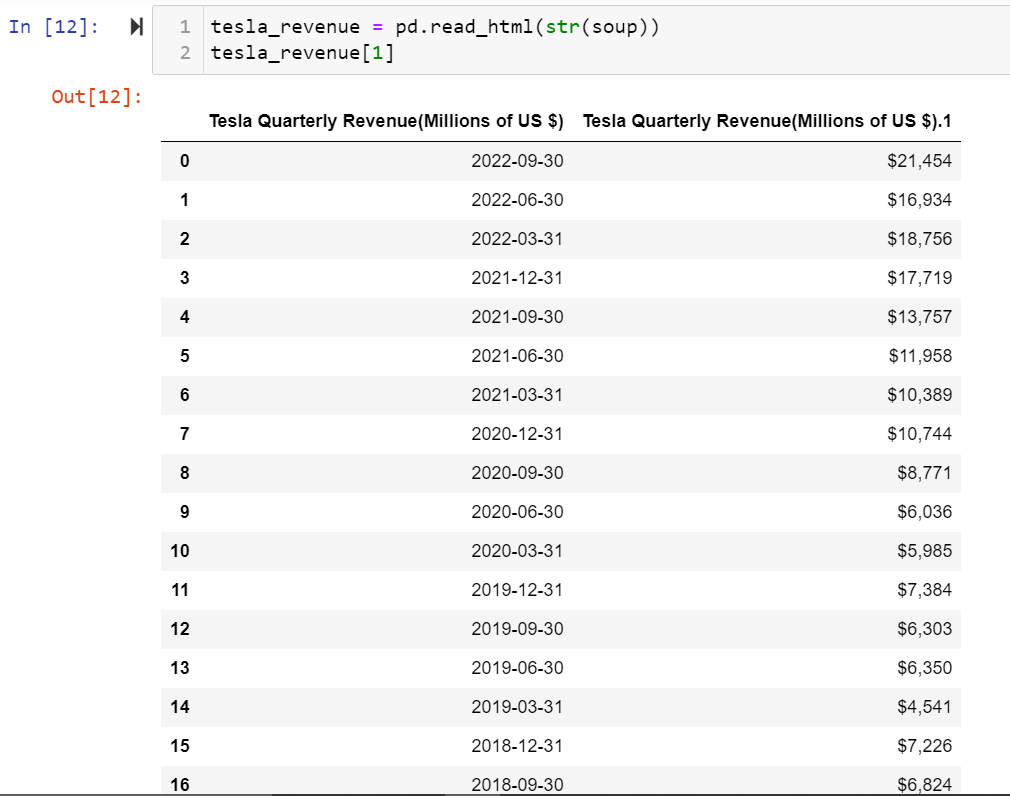 In [12]:
1 tesla_revenue = pd.read_html(str(soup))
2 tesla_revenue[1]
Out[12]:
Tesla Quarterly Revenue(Millions of US $) Tesla Quarterly Revenue(Millions of US $).1
0 2022-09-30 $21,454
1 2022-06-30 $16,934
2 2022-03-31 $18,756
3 2021-12-31 $17,719
4 2021-09-30 $13,757
5 2021-06-30 $11,958
6 2021-03-31 $10,389
7 2020-12-31 $10,744
8 2020-09-30 $8,771
9 2020-06-30 $6,036
10 2020-03-31 $5,985
11 2019-12-31 $7,384
12 2019-09-30 $6,303
13 2019-06-30 $6,350
14 2019-03-31 $4,541
15 2018-12-31 $7,226
16 2018-09-30 $6,824